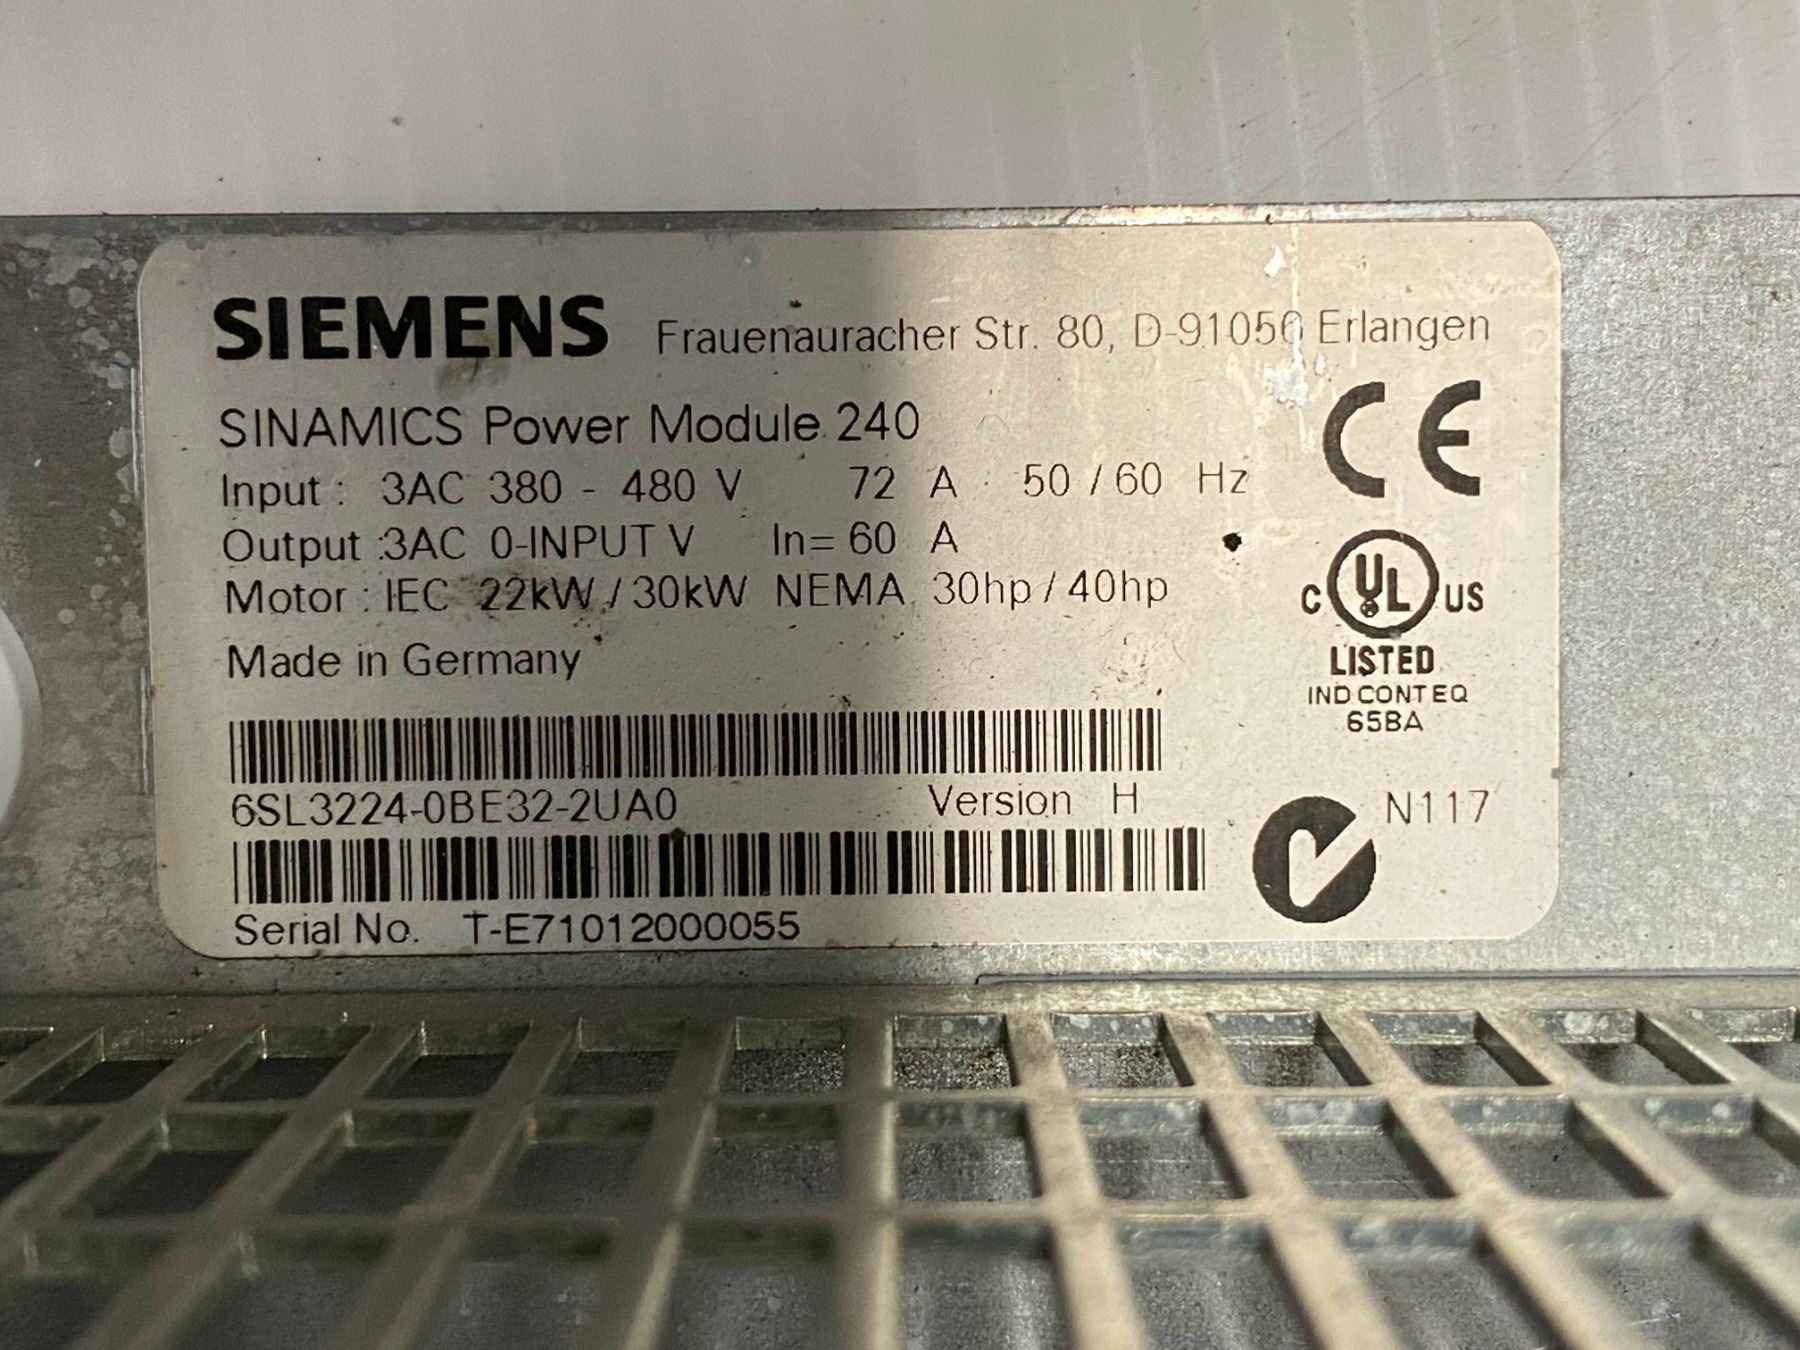 SIEMENS Frauenauracher Str. 80, D-91056 Erlangen
SINAMICS Power Module 240
Input : 3AC 380 - 480 V 72 A 50 / 60 Hz
Output :3AC 0-INPUT V In= 60 A
Motor : IEC 22kW / 30kW NEMA 30hp / 40hp
Made in Germany
CE
C UL US
LISTED
IND CONT EQ
65BA
6SL3224-0BE32-2UA0 Version H
N117
Serial No. T-E71012000055